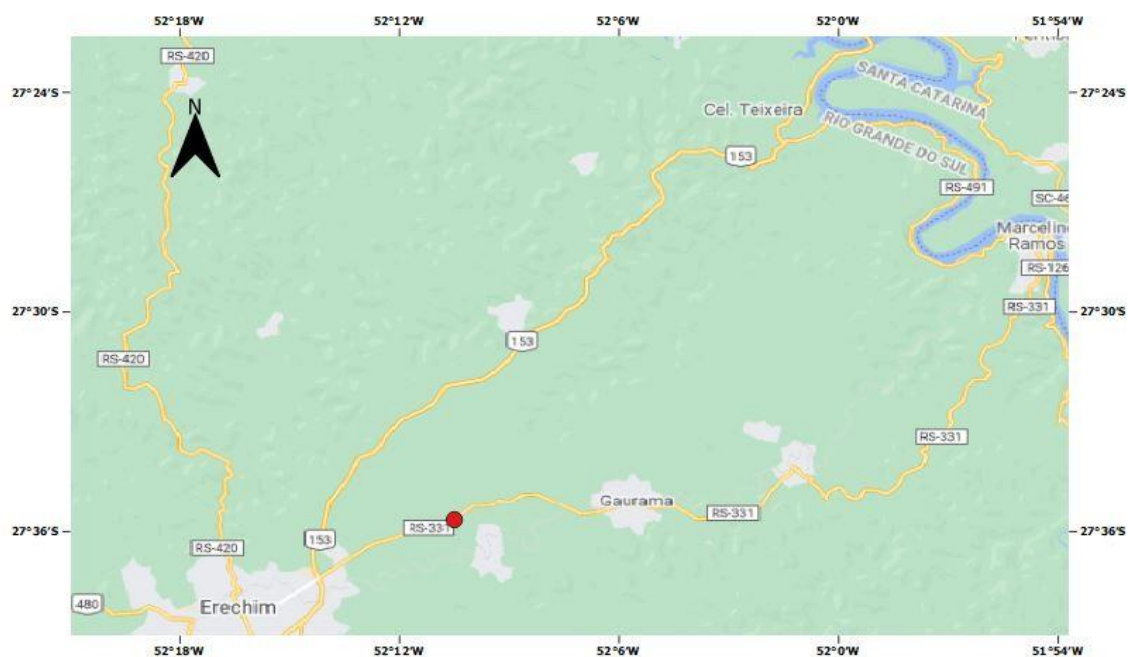 52°18'W 52°12'W 52°6'W 52°0'W 51°54'W
RS-420
27°24'S
27°24'S
N
SANTA CATARINA
Cel. Teixeira
RIO GRANDE DO SUL
153
RS-491
Marcelino
Ramos
RS-126
27°30'S
27°30'S
RS-331
153
RS-420
RS-331
Gaurama
RS-331
RS-331
27°36'S
27°36'S
153
RS-420
480
Erechim
52°18'W 52°12'W 52°6'W 52°0'W 51°54'W